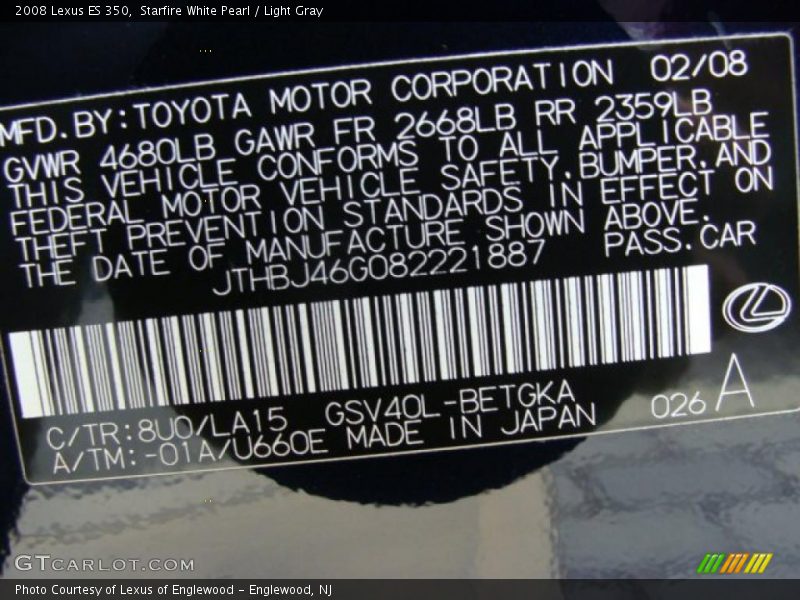 2008 Lexus ES 350, Starfire White Pearl / Light Gray
MFD.BY:TOYOTA MOTOR CORPORATION 02/08
GVWR 4680LB GAWR FR 2668LB RR 2359LB
THIS VEHICLE CONFORMS TO ALL APPLICABLE
FEDERAL MOTOR VEHICLE SAFETY,BUMPER,AND
THEFT PREVENTION STANDARDS IN EFFECT ON
THE DATE OF MANUFACTURE SHOWN ABOVE.
JTHBJ46G082221887 PASS.CAR
C/TR:8U0/LA15 GSV40L-BETGKA
A/TM:-01A/U660E MADE IN JAPAN 026 A
GTCARLOT.COM
Photo Courtesy of Lexus of Englewood - Englewood, NJ